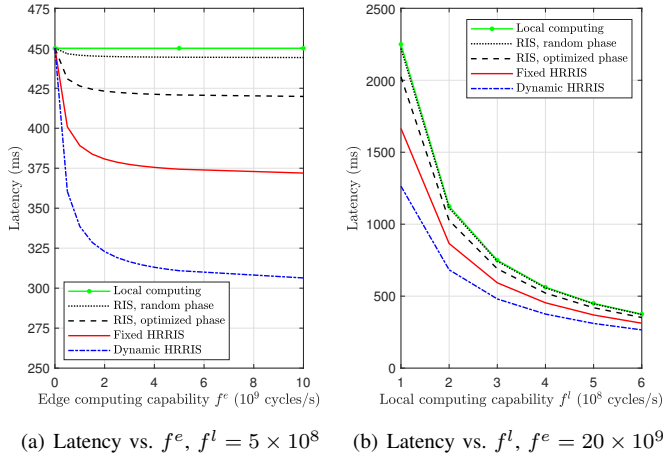 450
425
400
375
350
325
300
275
250
Latency (ms)
Local computing
RIS, random phase
RIS, optimized phase
Fixed HRRIS
Dynamic HRRIS
0 2 4 6 8 10
Edge computing capability f^e (10^9 cycles/s)
(a) Latency vs. f^e, f^l = 5 × 10^8
2500
2000
1500
1000
500
0
Latency (ms)
Local computing
RIS, random phase
RIS, optimized phase
Fixed HRRIS
Dynamic HRRIS
1 2 3 4 5 6
Local computing capability f^l (10^8 cycles/s)
(b) Latency vs. f^l, f^e = 20 × 10^9